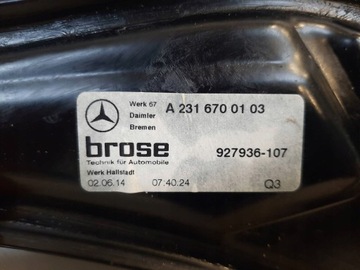 Werk 67 A 231 670 01 03
Daimler
Bremen
brose 927936-107
Technik für Automobile
Werk Hallstadt
02.06.14 07:40:24 Q3